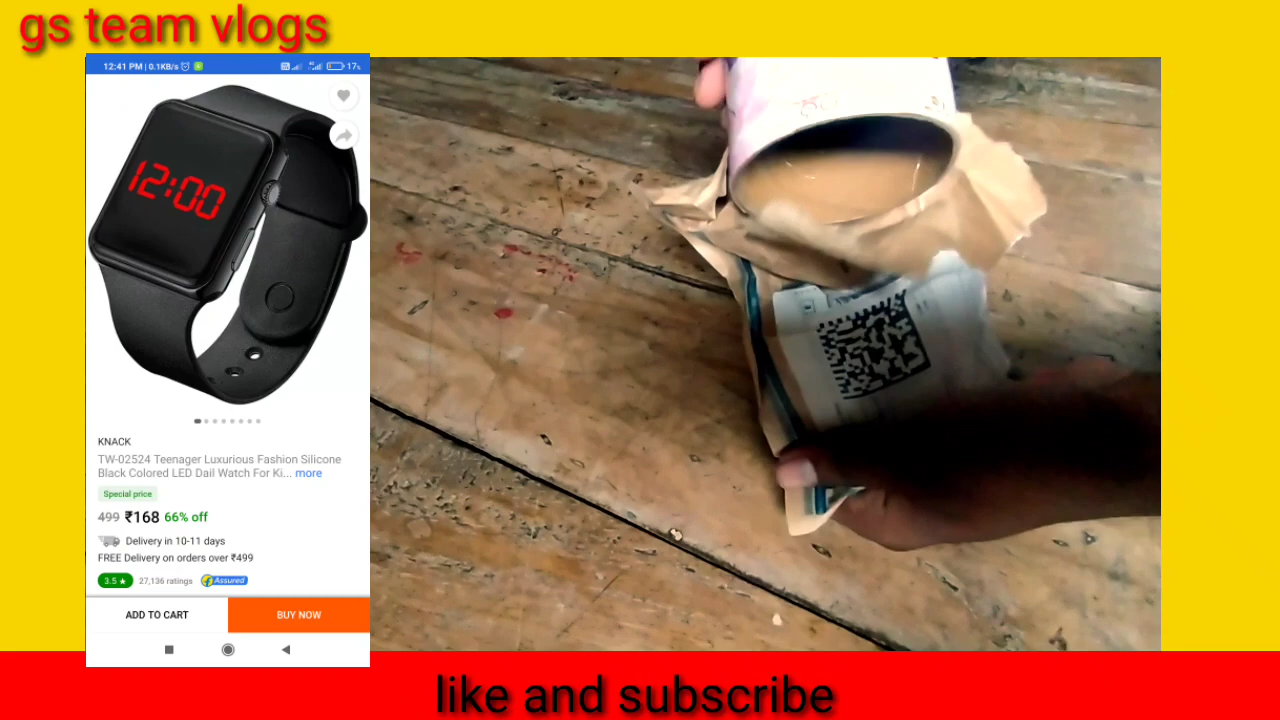 gs team vlogs
12:41 PM | 0.1KB/s
17%
12:00
KNACK
TW-02524 Teenager Luxurious Fashion Silicone
Black Colored LED Dail Watch For Ki... more
Special price
499 ₹168 66% off
Delivery in 10-11 days
FREE Delivery on orders over ₹499
3.5 ★ 27,136 ratings Assured
ADD TO CART BUY NOW
like and subscribe